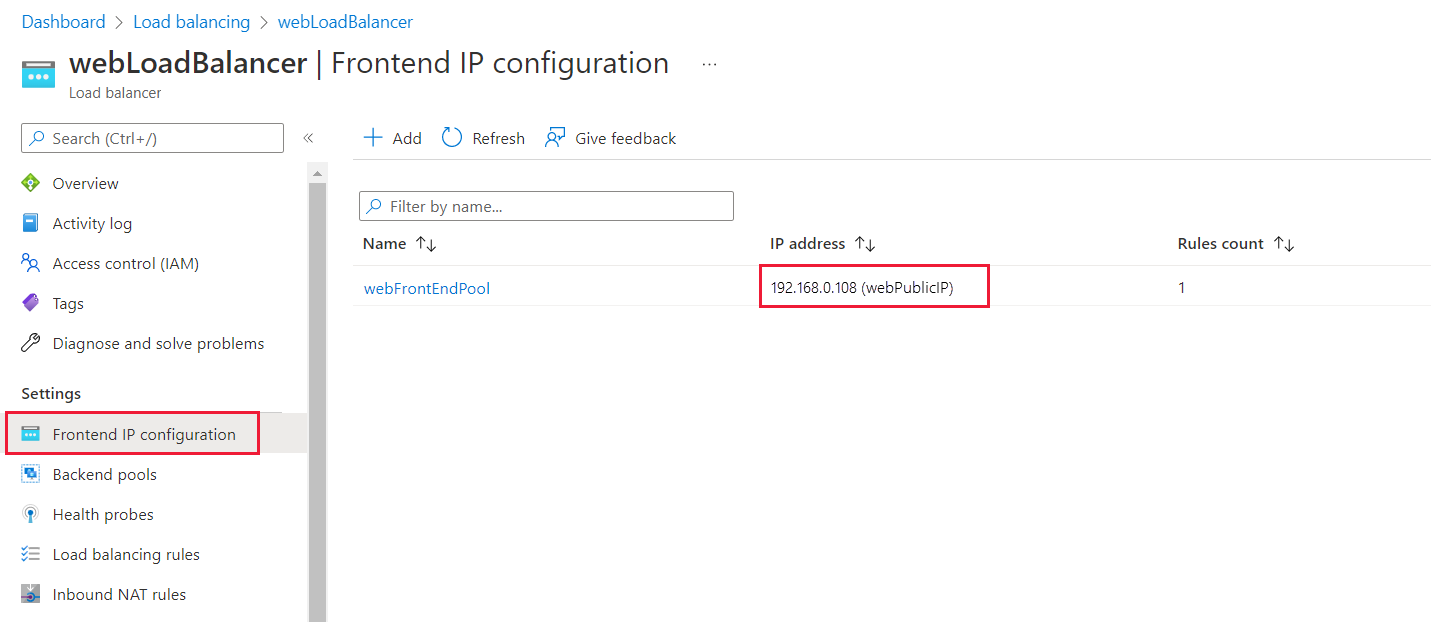 Dashboard > Load balancing > webLoadBalancer
webLoadBalancer | Frontend IP configuration ...
Load balancer
Search (Ctrl+/) «
Overview
Activity log
Access control (IAM)
Tags
Diagnose and solve problems
Settings
Frontend IP configuration
Backend pools
Health probes
Load balancing rules
Inbound NAT rules
Add Refresh Give feedback
Filter by name...
Name IP address Rules count
webFrontEndPool 192.168.0.108 (webPublicIP) 1